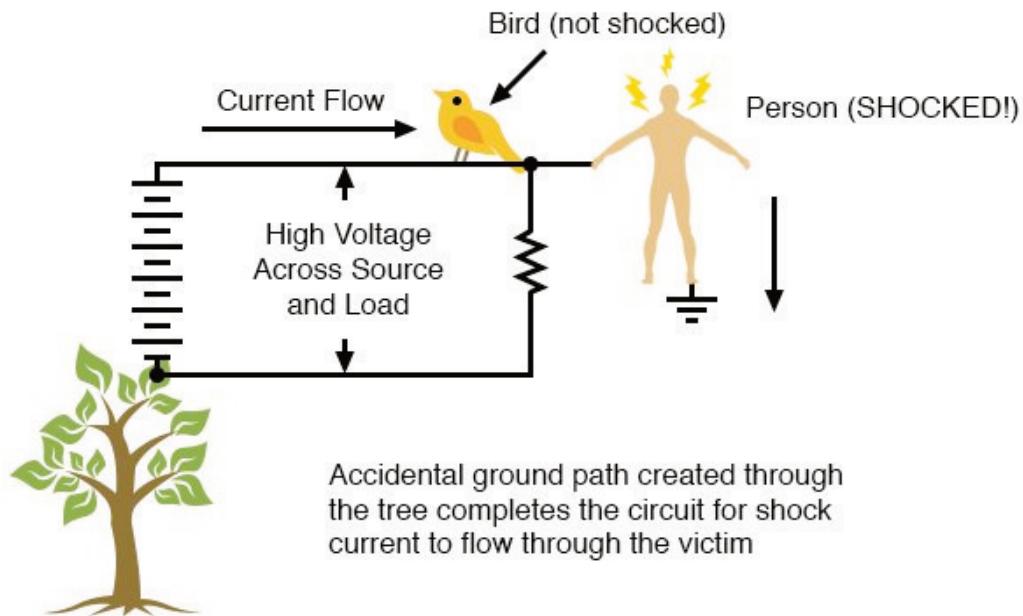 Bird (not shocked)
Current Flow
Person (SHOCKED!)
High Voltage
Across Source
and Load
Accidental ground path created through
the tree completes the circuit for shock
current to flow through the victim